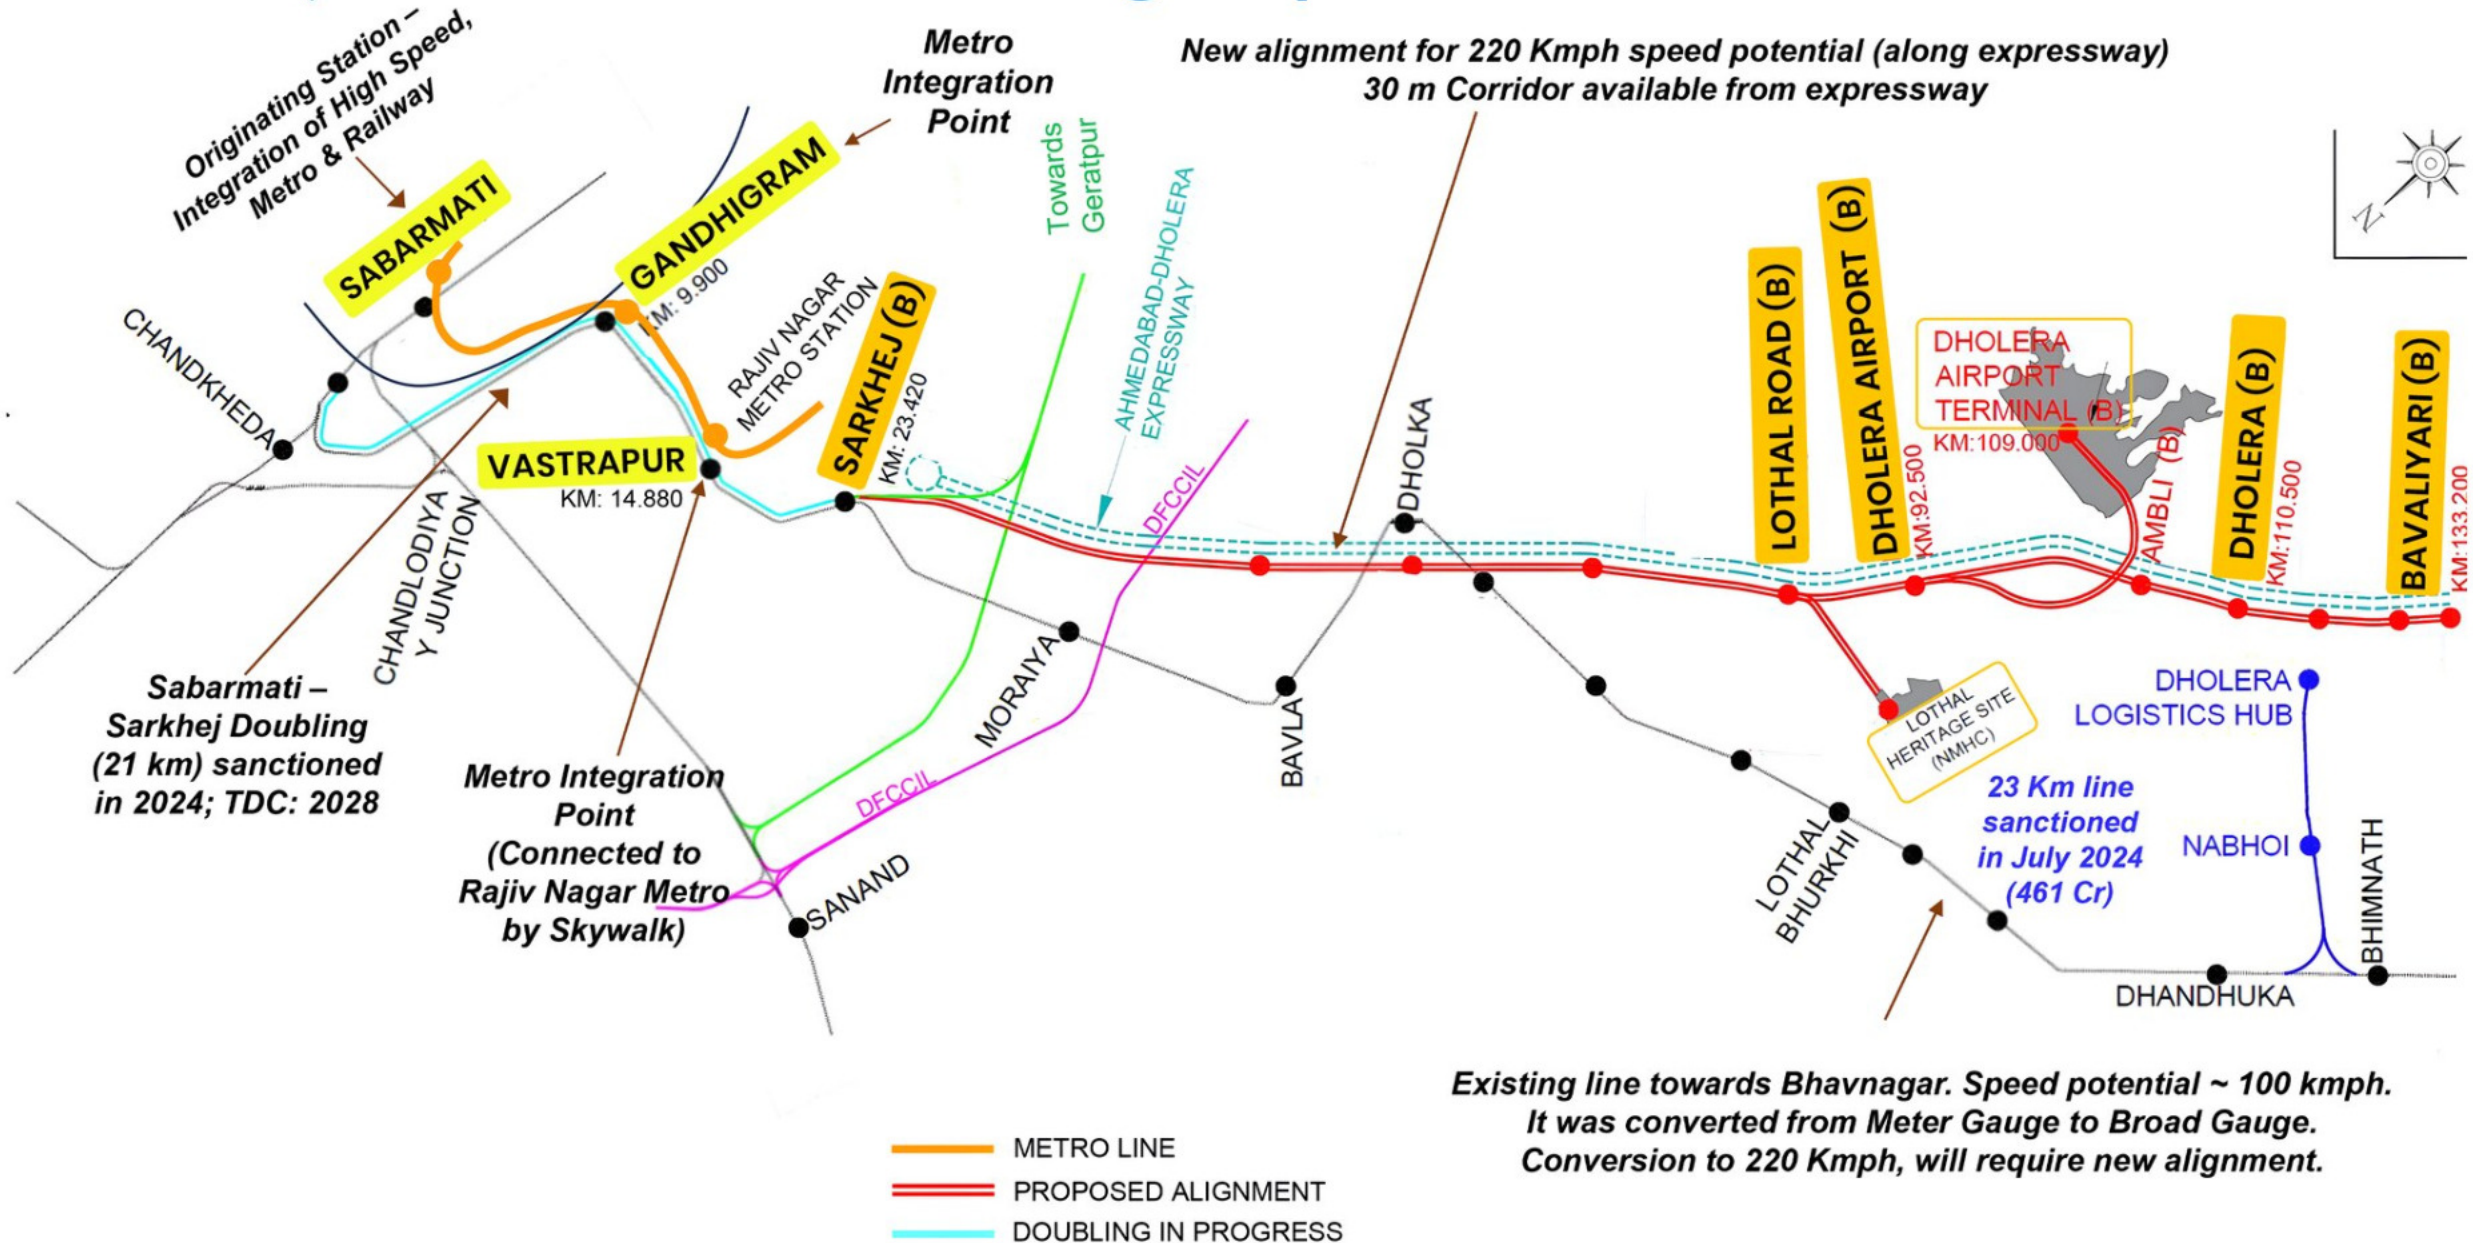 Originating Station –
Integration of High Speed,
Metro & Railway
Metro
Integration
Point
New alignment for 220 Kmph speed potential (along expressway)
30 m Corridor available from expressway
SABARMATI
GANDHIGRAM
KM: 9.900
Towards
Geratpur
AHMEDABAD-DHOLERA
EXPRESSWAY
N
CHANDKHEDA
RAJIV NAGAR
METRO STATION
SARKHEJ (B)
KM: 23.420
VASTRAPUR
KM: 14.880
DFCCIL
DHOLKA
LOTHAL ROAD (B)
DHOLERA AIRPORT (B)
KM:92.500
DHOLERA
AIRPORT
TERMINAL (B)
KM:109.000
AMBLI (B)
DHOLERA (B)
KM:110.500
BAVALIYARI (B)
KM:133.200
CHANDLODIYA
Y JUNCTION
Sabarmati –
Sarkhej Doubling
(21 km) sanctioned
in 2024; TDC: 2028
Metro Integration
Point
(Connected to
Rajiv Nagar Metro
by Skywalk)
MORAIYA
DFCCIL
SANAND
BAVLA
LOTHAL
HERITAGE SITE
(NMHC)
DHOLERA
LOGISTICS HUB
23 Km line
sanctioned
in July 2024
(461 Cr)
NABHOI
LOTHAL
BHURKHI
BHIMNATH
DHANDHUKA
Existing line towards Bhavnagar. Speed potential ~ 100 kmph.
It was converted from Meter Gauge to Broad Gauge.
Conversion to 220 Kmph, will require new alignment.
METRO LINE
PROPOSED ALIGNMENT
DOUBLING IN PROGRESS